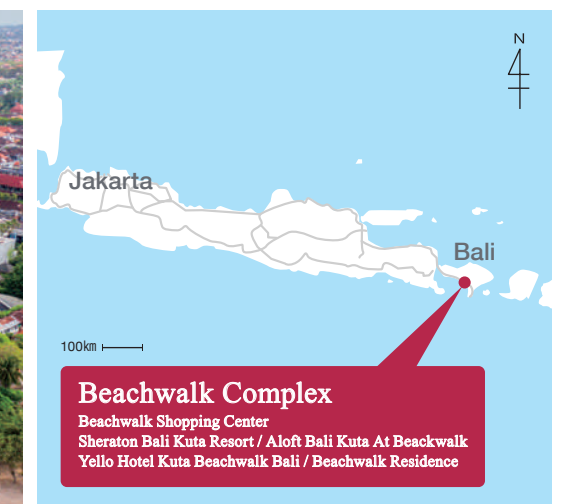 N
Jakarta
Bali
100km
Beachwalk Complex
Beachwalk Shopping Center
Sheraton Bali Kuta Resort / Aloft Bali Kuta At Beackwalk
Yello Hotel Kuta Beachwalk Bali / Beachwalk Residence